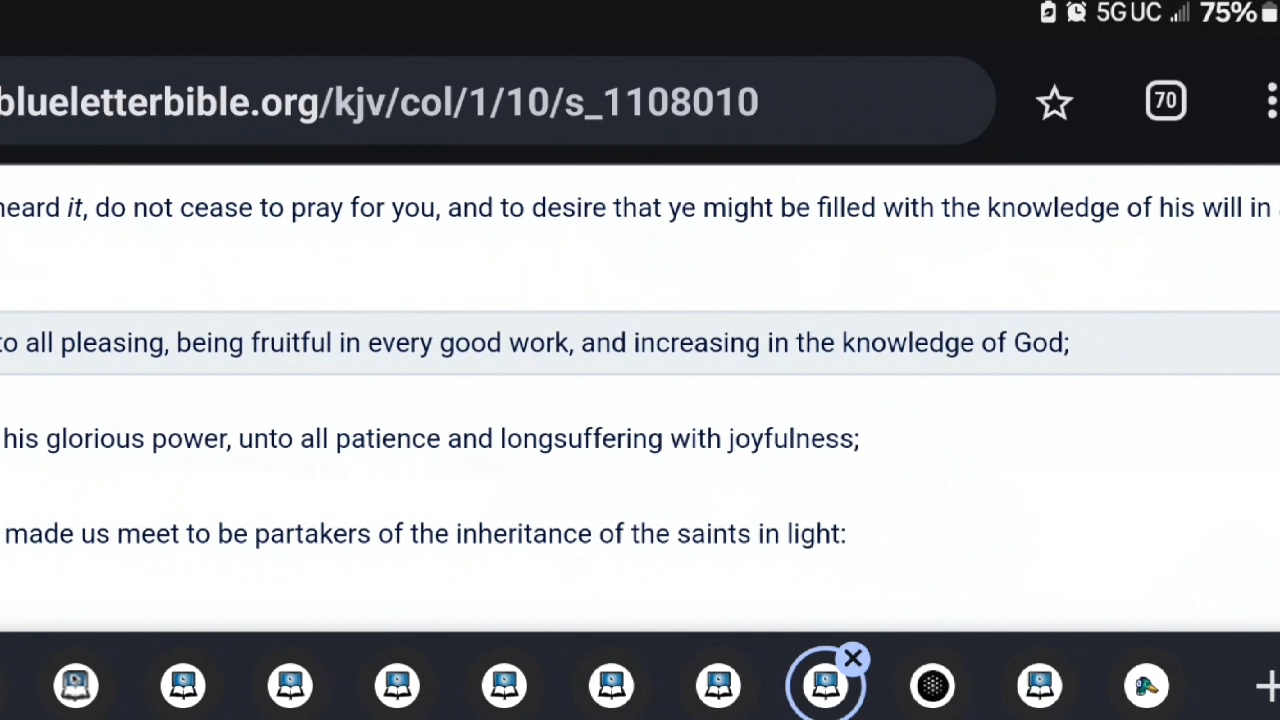 5G UC 75%
blueletterbible.org/kjv/col/1/10/s_1108010
70
heard it, do not cease to pray for you, and to desire that ye might be filled with the knowledge of his will in
to all pleasing, being fruitful in every good work, and increasing in the knowledge of God;
his glorious power, unto all patience and longsuffering with joyfulness;
made us meet to be partakers of the inheritance of the saints in light: